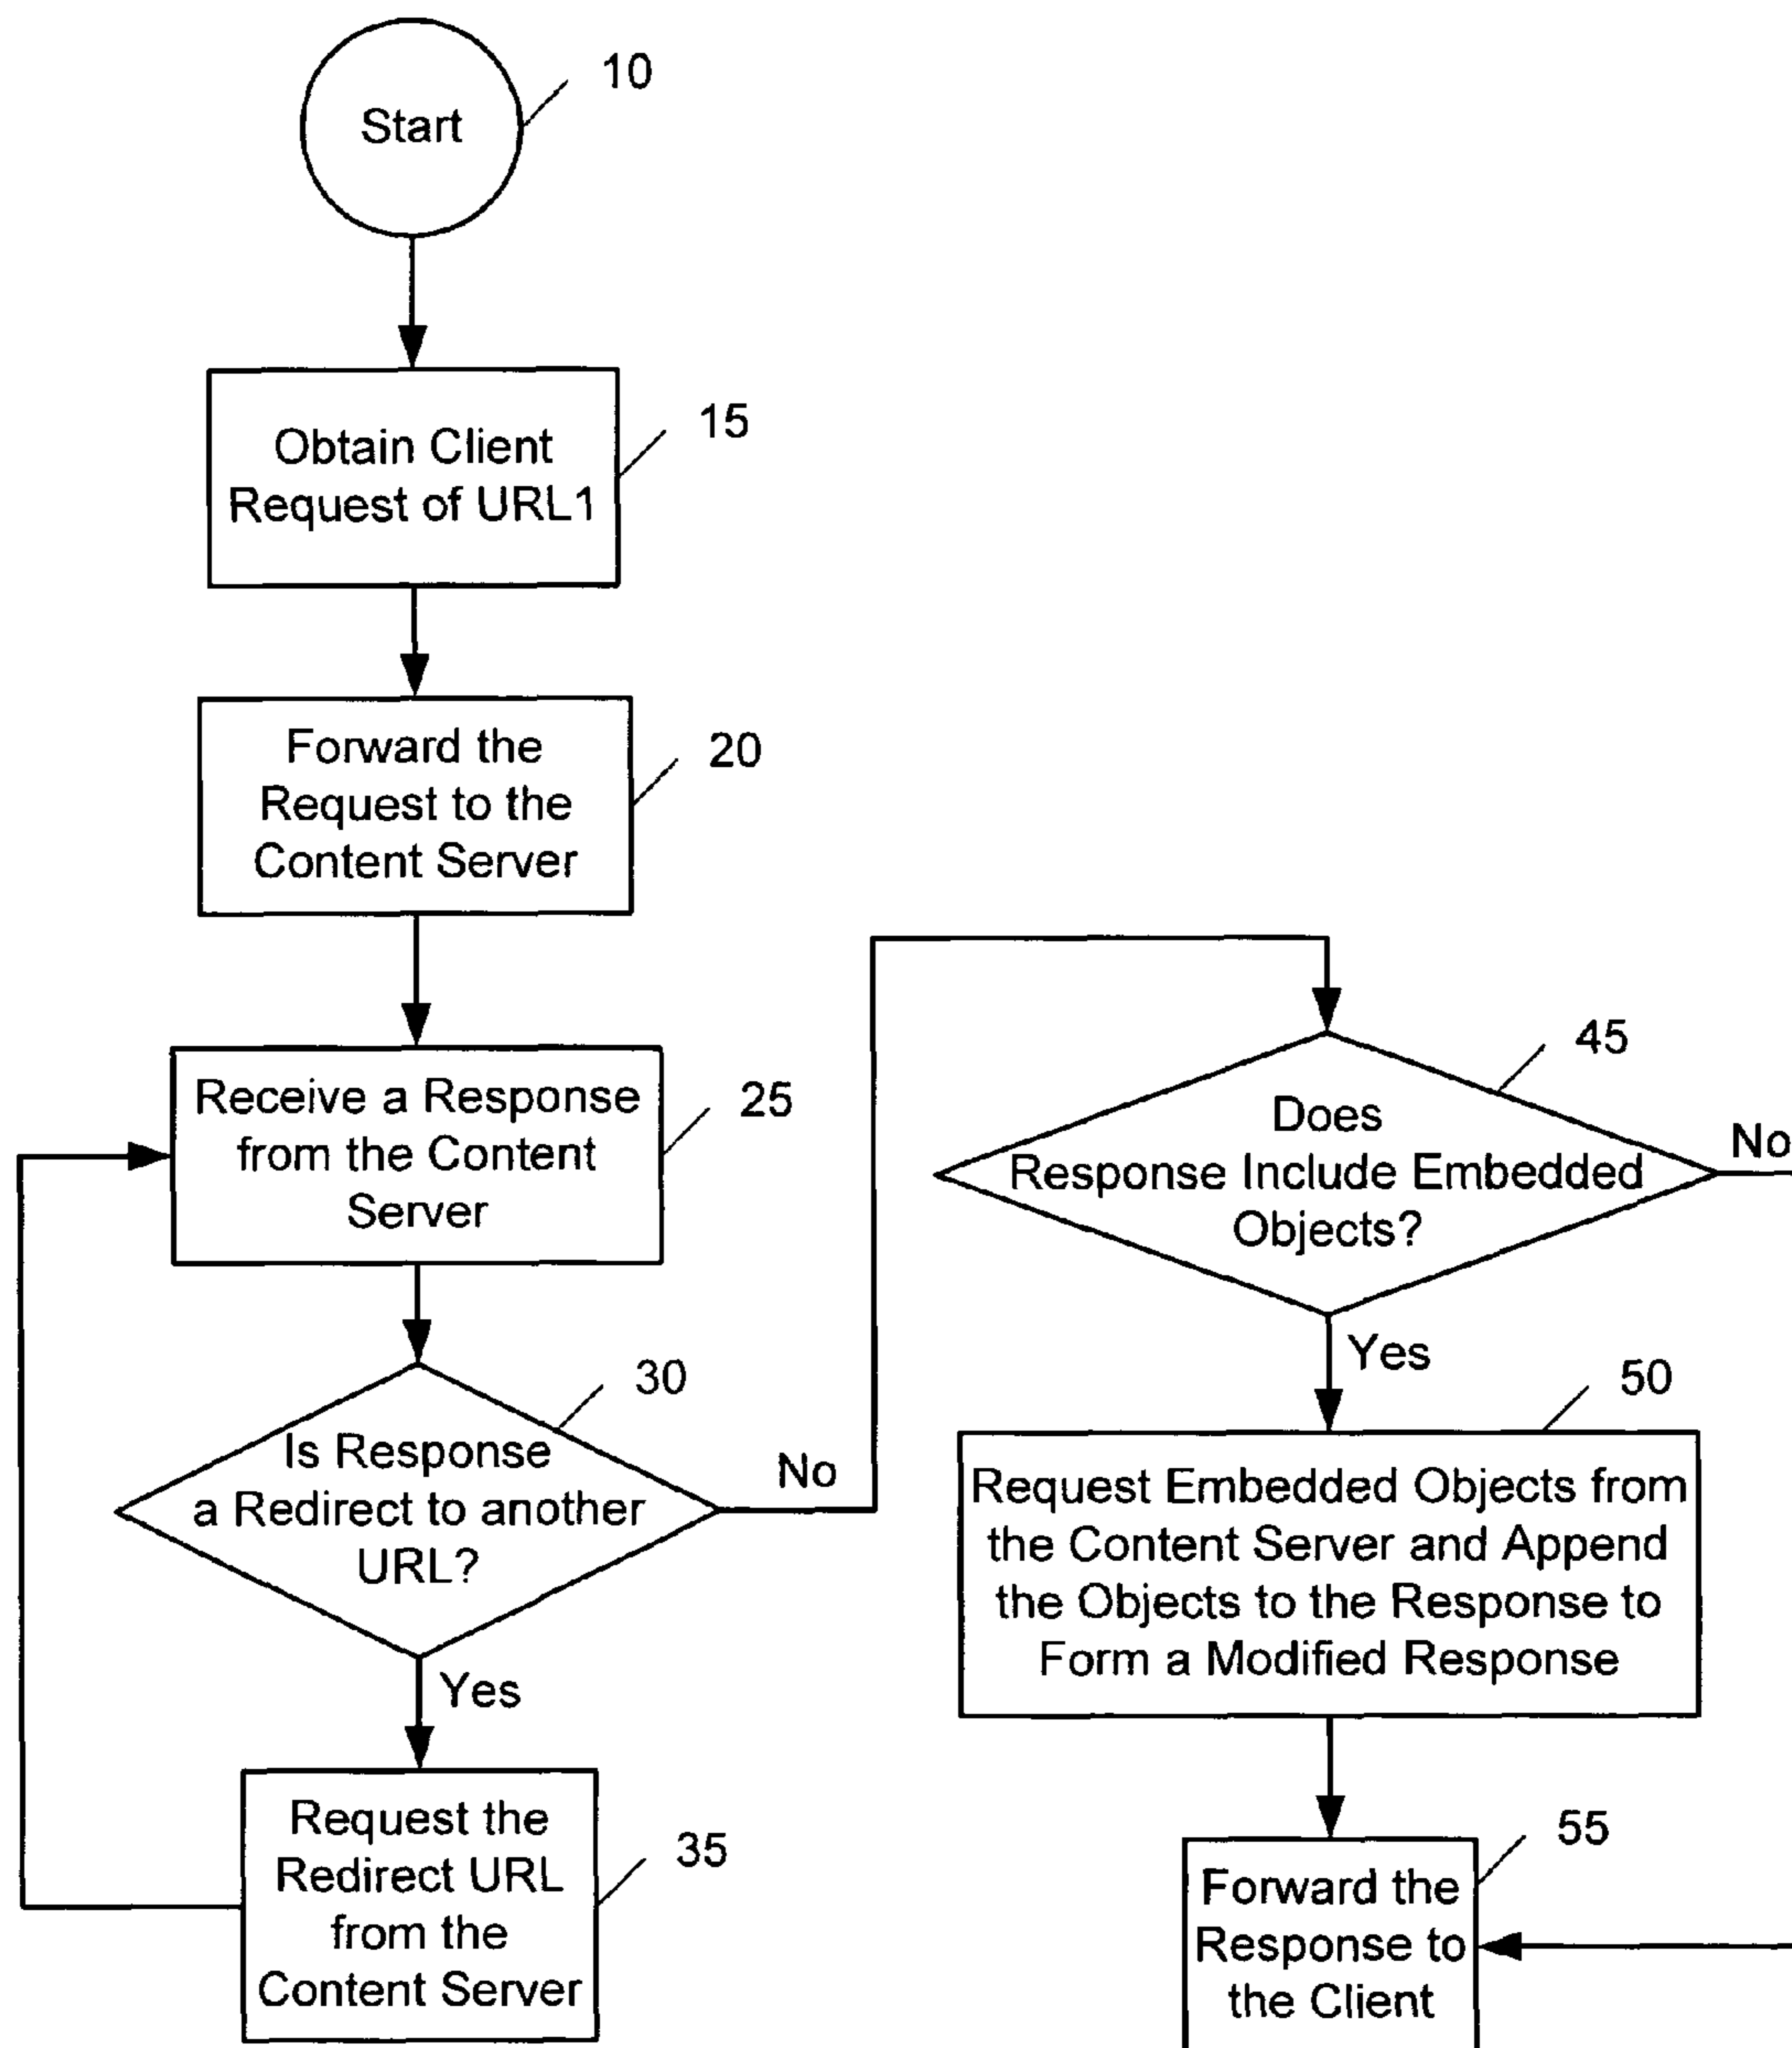 Start
10
Obtain Client
Request of URL1
15
Forward the
Request to the
Content Server
20
Receive a Response
from the Content
Server
25
Is Response
a Redirect to another
URL?
30
No
Yes
Request the
Redirect URL
from the
Content Server
35
Does
Response Include Embedded
Objects?
45
No
Yes
Request Embedded Objects from
the Content Server and Append
the Objects to the Response to
Form a Modified Response
50
Forward the
Response to
the Client
55